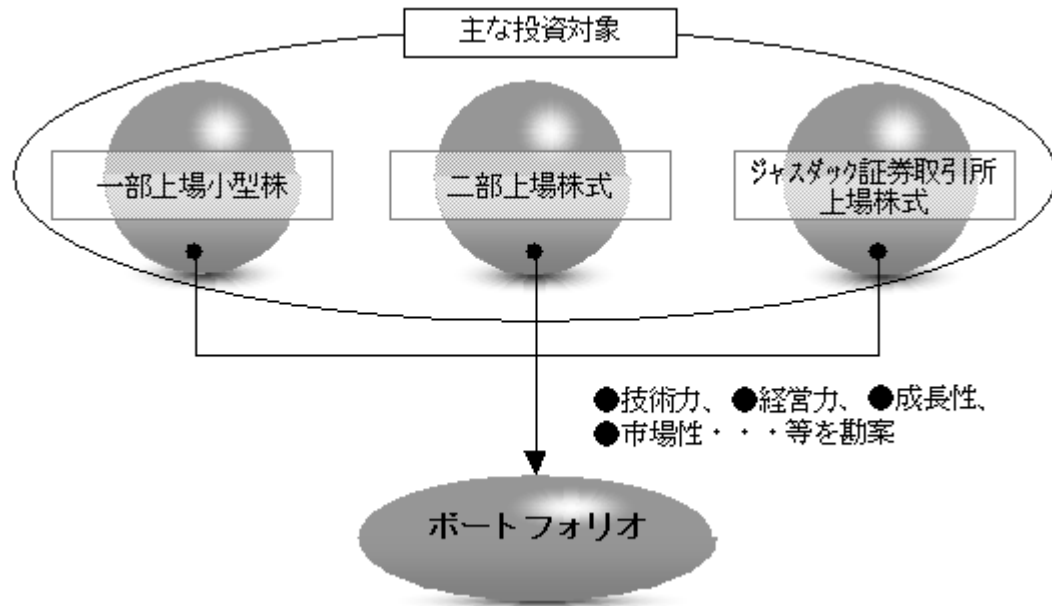 主な投資対象
一部上場小型株
二部上場株式
ジャスダック証券取引所
上場株式
●技術力、●経営力、●成長性、
●市場性・・・等を勘案
ポートフォリオ